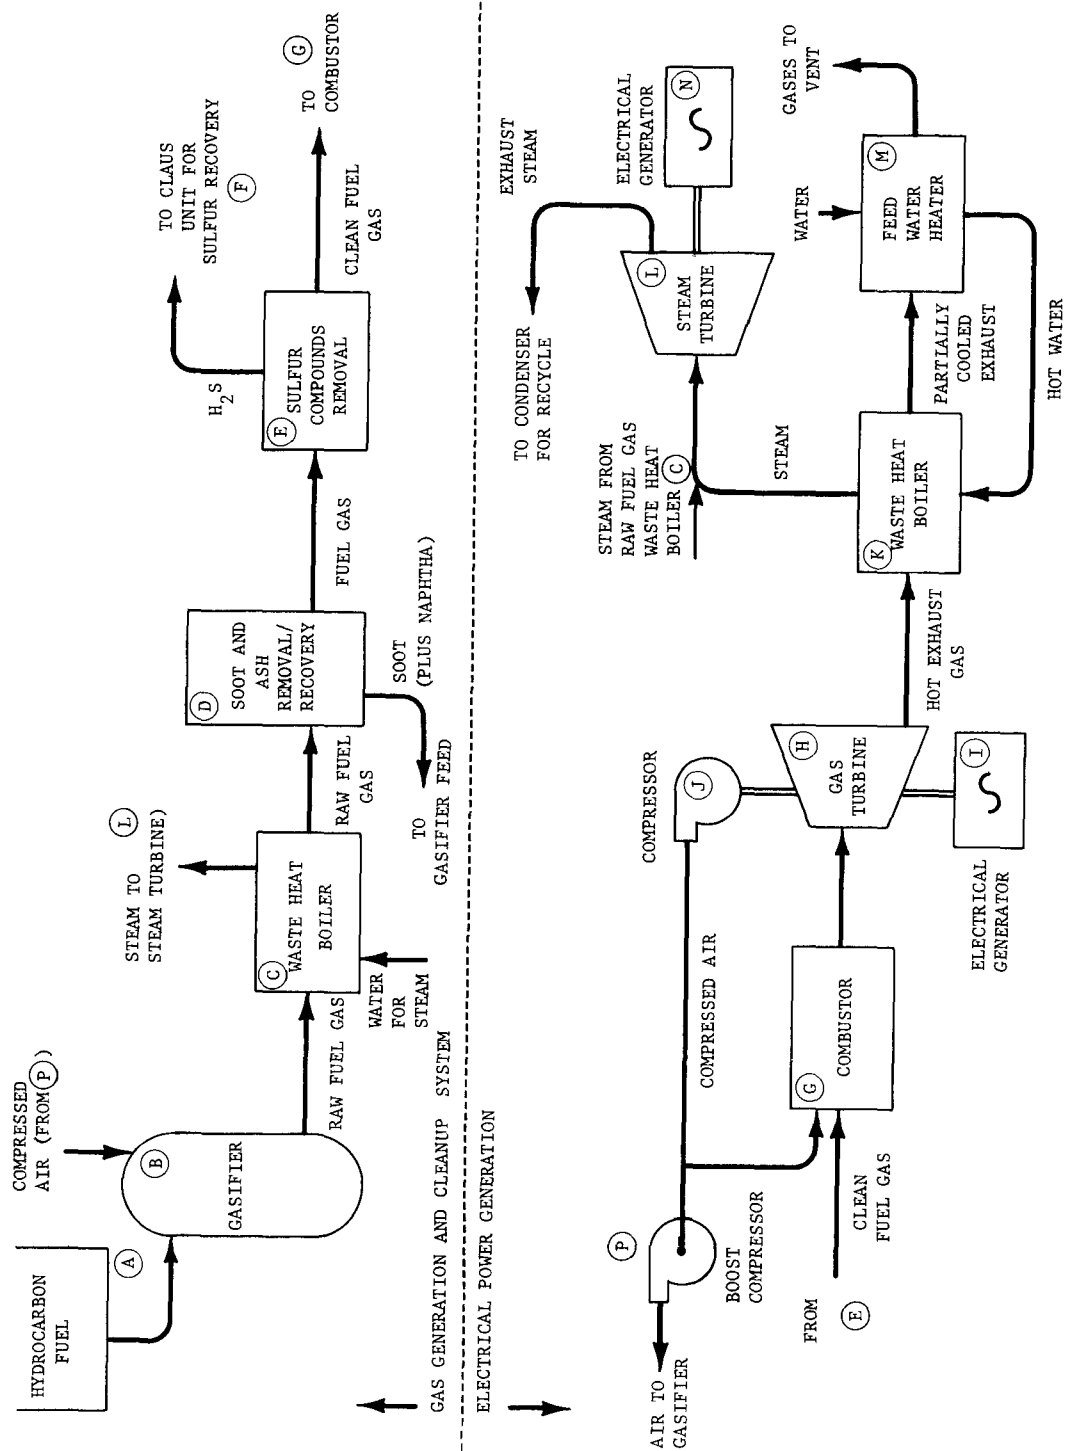 HYDROCARBON
FUEL
A
COMPRESSED
AIR (FROM P)
B
GASIFIER
RAW FUEL GAS
STEAM TO L
STEAM TURBINE)
C
WASTE HEAT
BOILER
WATER
FOR
STEAM
RAW FUEL
GAS
D
SOOT AND
ASH
REMOVAL/
RECOVERY
SOOT
(PLUS NAPHTHA)
TO
GASIFIER FEED
FUEL GAS
E
SULFUR
COMPOUNDS
REMOVAL
H2S
TO CLAUS
UNIT FOR
SULFUR RECOVERY
F
CLEAN FUEL
GAS
TO G
COMBUSTOR
GAS GENERATION AND CLEANUP SYSTEM
ELECTRICAL POWER GENERATION
AIR TO
GASIFIER
P
BOOST
COMPRESSOR
FROM
E
CLEAN
FUEL GAS
COMPRESSED AIR
G
COMBUSTOR
COMPRESSOR
J
H
GAS
TURBINE
I
ELECTRICAL
GENERATOR
HOT EXHAUST
GAS
K
WASTE HEAT
BOILER
STEAM
STEAM FROM
RAW FUEL GAS
WASTE HEAT
BOILER C
TO CONDENSER
FOR RECYCLE
EXHAUST
STEAM
L
STEAM
TURBINE
ELECTRICAL
GENERATOR
N
PARTIALLY
COOLED
EXHAUST
WATER
M
FEED
WATER
HEATER
GASES TO
VENT
HOT WATER